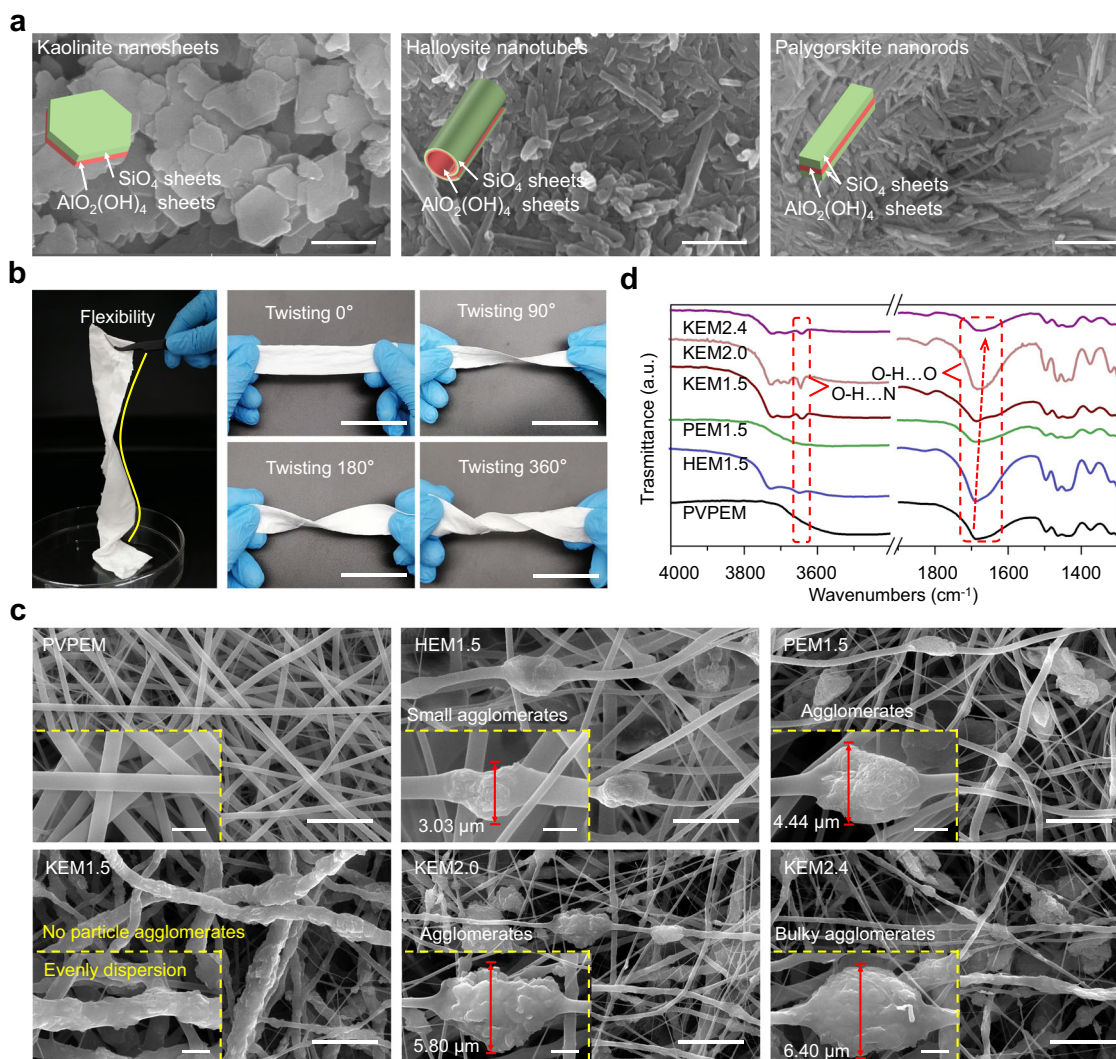 a
Kaolinite nanosheets
SiO₄ sheets
AlO₂(OH)₄ sheets
Halloysite nanotubes
SiO₄ sheets
AlO₂(OH)₄ sheets
Palygorskite nanorods
SiO₄ sheets
AlO₂(OH)₄ sheets
b
Flexibility
Twisting 0°
Twisting 90°
Twisting 180°
Twisting 360°
d
KEM2.4
KEM2.0
KEM1.5
PEM1.5
HEM1.5
PVPEM
O-H...O
O-H...N
Trasmittance (a.u.)
4000
3800
3600
1800
1600
1400
Wavenumbers (cm⁻¹)
c
PVPEM
HEM1.5
Small agglomerates
3.03 µm
PEM1.5
Agglomerates
4.44 µm
KEM1.5
No particle agglomerates
Evenly dispersion
KEM2.0
Agglomerates
5.80 µm
KEM2.4
Bulky agglomerates
6.40 µm